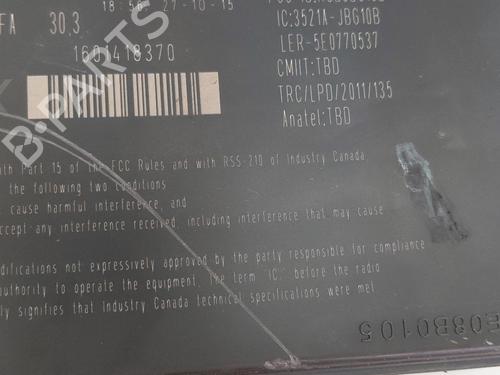 18:56 27-10-15
IC:3521A-JBG10B
FA 30.3
LER-5E0770537
1601418370
CMIIT:TBD
TRC/LPD/2011/135
Anatel:TBD
B-PARTS
with Part 15 of the FCC Rules and with RSS-210 of Industry Canada.
the following two conditions
cause harmful interference, and
accept any interference received, including interference that may cause
not expressively approved by the party responsible for compliance
authority to operate the equipment. The term "IC:" before the radio
signifies that Industry Canada technical specifications were met
E08B0105